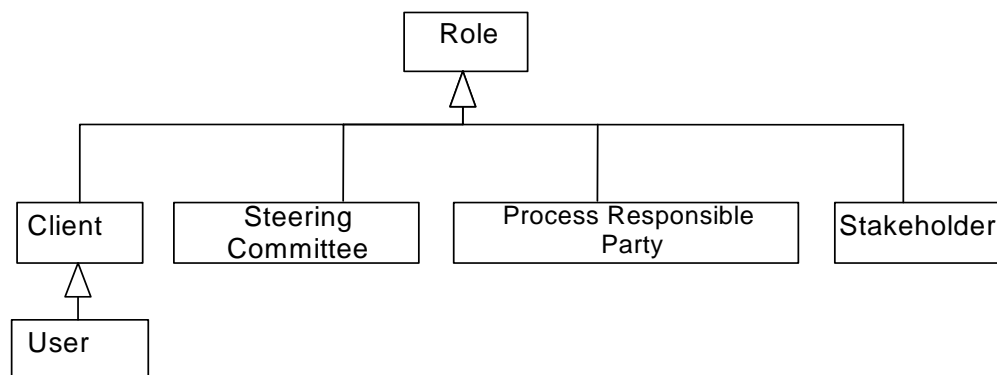 Role
Client
Steering
Committee
Process Responsible
Party
Stakeholder
User